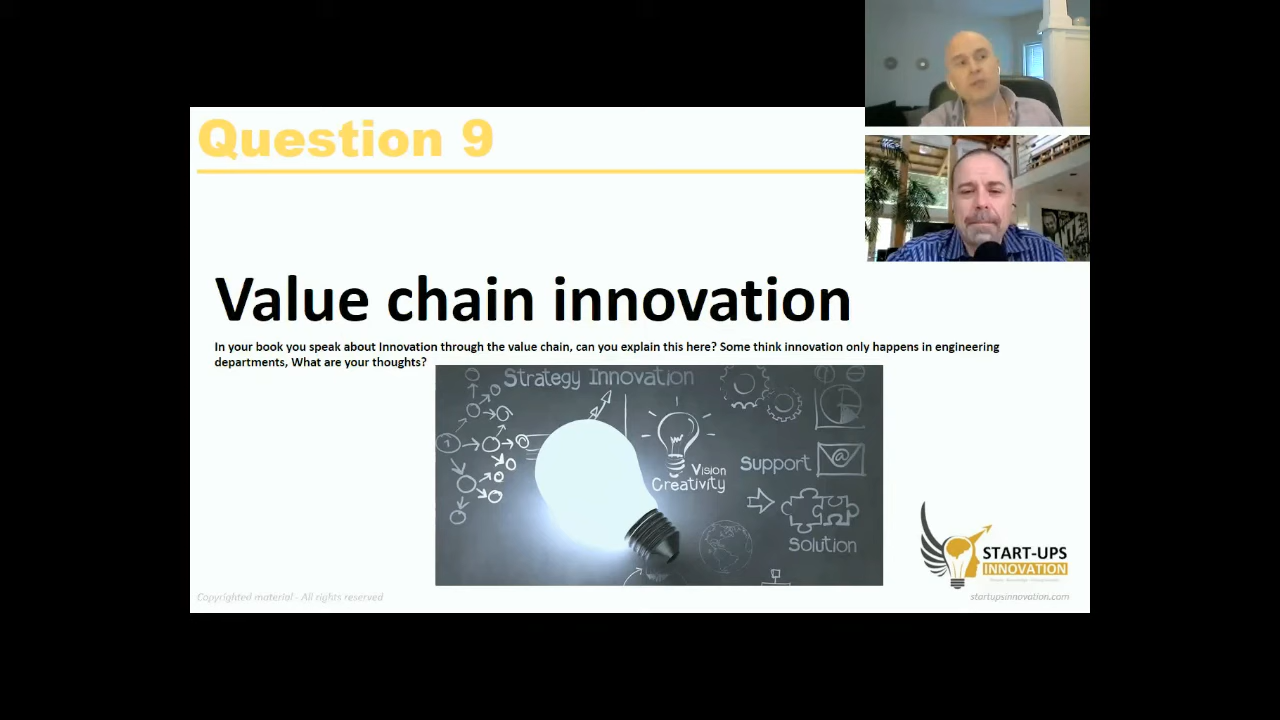 Question 9
Value chain innovation
In your book you speak about Innovation through the value chain, can you explain this here? Some think innovation only happens in engineering
departments, What are your thoughts?
Strategy Innovation
Vision
Creativity
Support
@
Solution
START-UPS
INNOVATION
Copyrighted material - All rights reserved
startupsinnovation.com